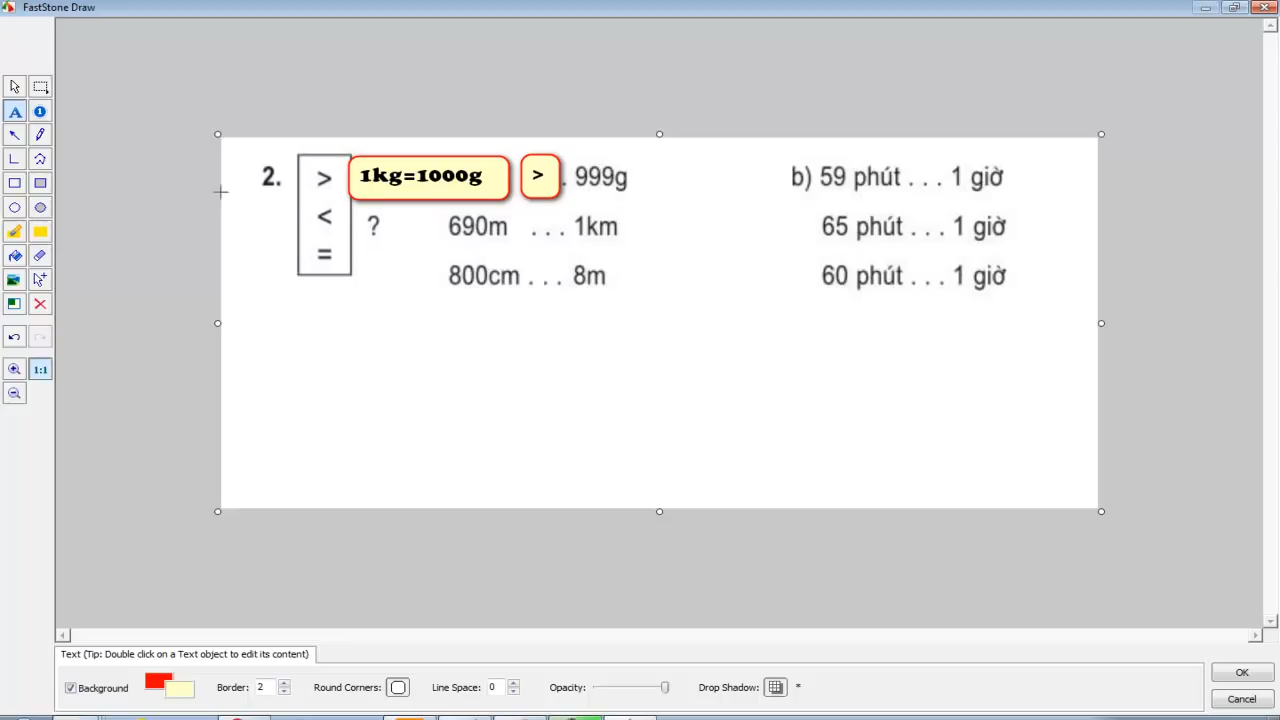 FastStone Draw
2. > 1kg=1000g > . 999g b) 59 phút . . . 1 giờ
< ? 690m . . . 1km 65 phút . . . 1 giờ
= 800cm . . . 8m 60 phút . . . 1 giờ
A 1
1:1
Text (Tip: Double click on a Text object to edit its content)
Background Border: 2 Round Corners: Line Space: 0 Opacity: Drop Shadow: *
OK
Cancel